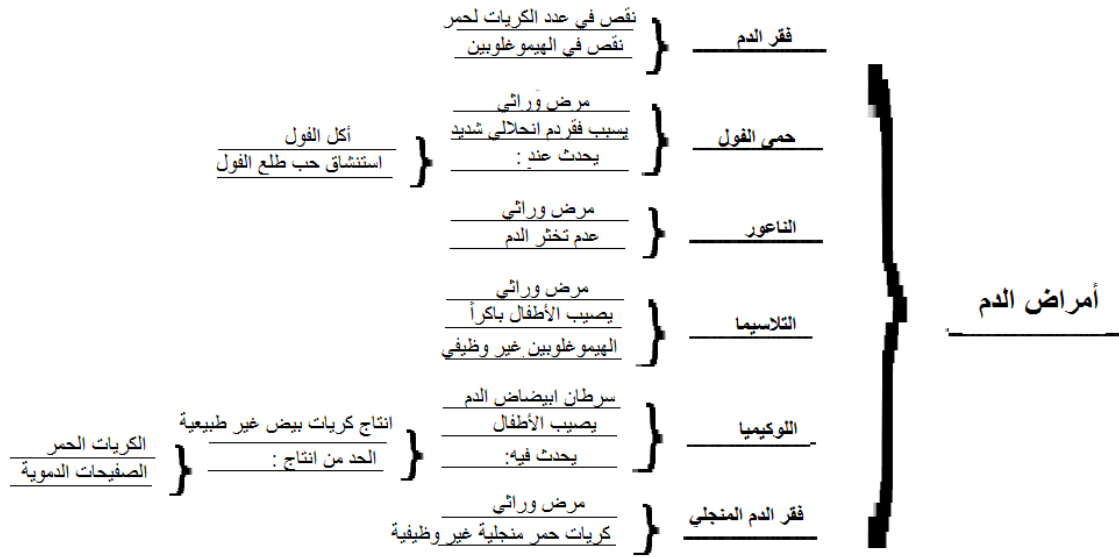 أمراض الدم
فقر الدم
نقص في عدد الكريات لحمر
نقص في الهيموغلوبين
حمى الفول
مرض وراثي
يسبب فقردم انحلالي شديد
يحدث عند :
أكل الفول
استنشاق حب طلع الفول
الناعور
مرض وراثي
عدم تخثر الدم
التلاسيما
مرض وراثي
يصيب الأطفال باكراً
الهيموغلوبين غير وظيفي
اللوكيميا
سرطان ابيضاض الدم
يصيب الأطفال
يحدث فيه:
انتاج كريات بيض غير طبيعية
الحد من انتاج :
الكريات الحمر
الصفيحات الدموية
فقر الدم المنجلي
مرض وراثي
كريات حمر منجلية غير وظيفية